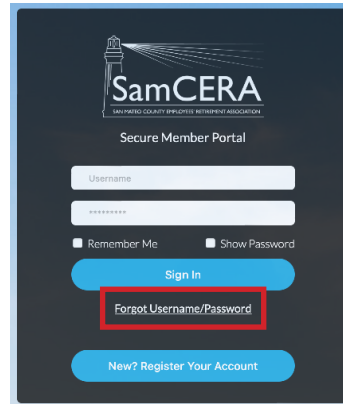 SamCERA
SAN MATEO COUNTY EMPLOYEES' RETIREMENT ASSOCIATION
Secure Member Portal
Username
*********
Remember Me Show Password
Sign In
Forgot Username/Password
New? Register Your Account